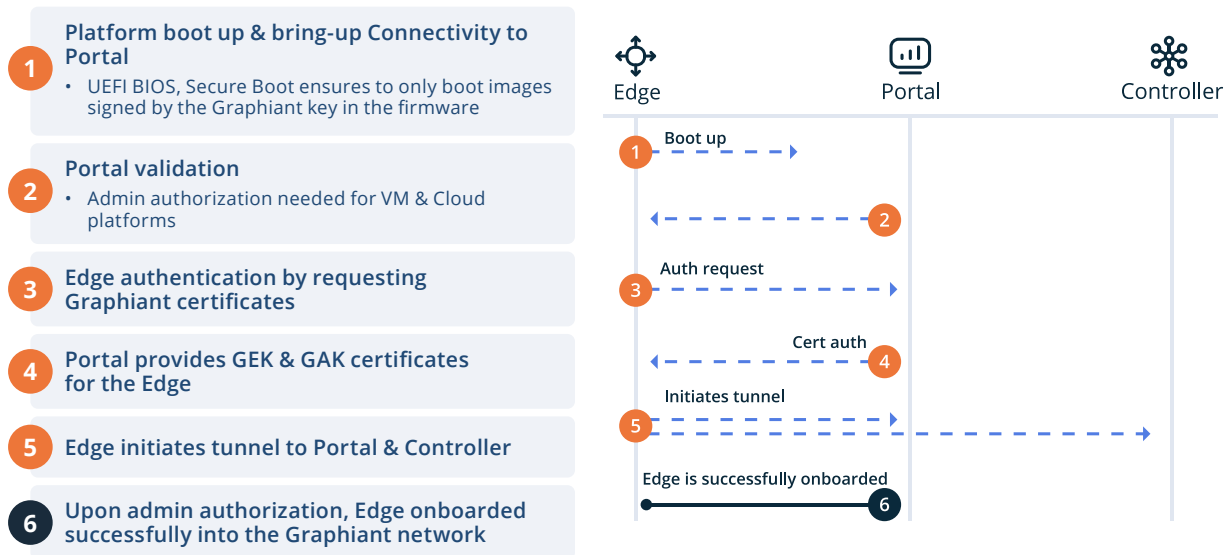 1
Platform boot up & bring-up Connectivity to
Portal
• UEFI BIOS, Secure Boot ensures to only boot images
signed by the Graphiant key in the firmware
2
Portal validation
• Admin authorization needed for VM & Cloud
platforms
3
Edge authentication by requesting
Graphiant certificates
4
Portal provides GEK & GAK certificates
for the Edge
5
Edge initiates tunnel to Portal & Controller
6
Upon admin authorization, Edge onboarded
successfully into the Graphiant network
Edge
Portal
Controller
Boot up
1
2
Auth request
3
Cert auth
4
Initiates tunnel
5
Edge is successfully onboarded
6